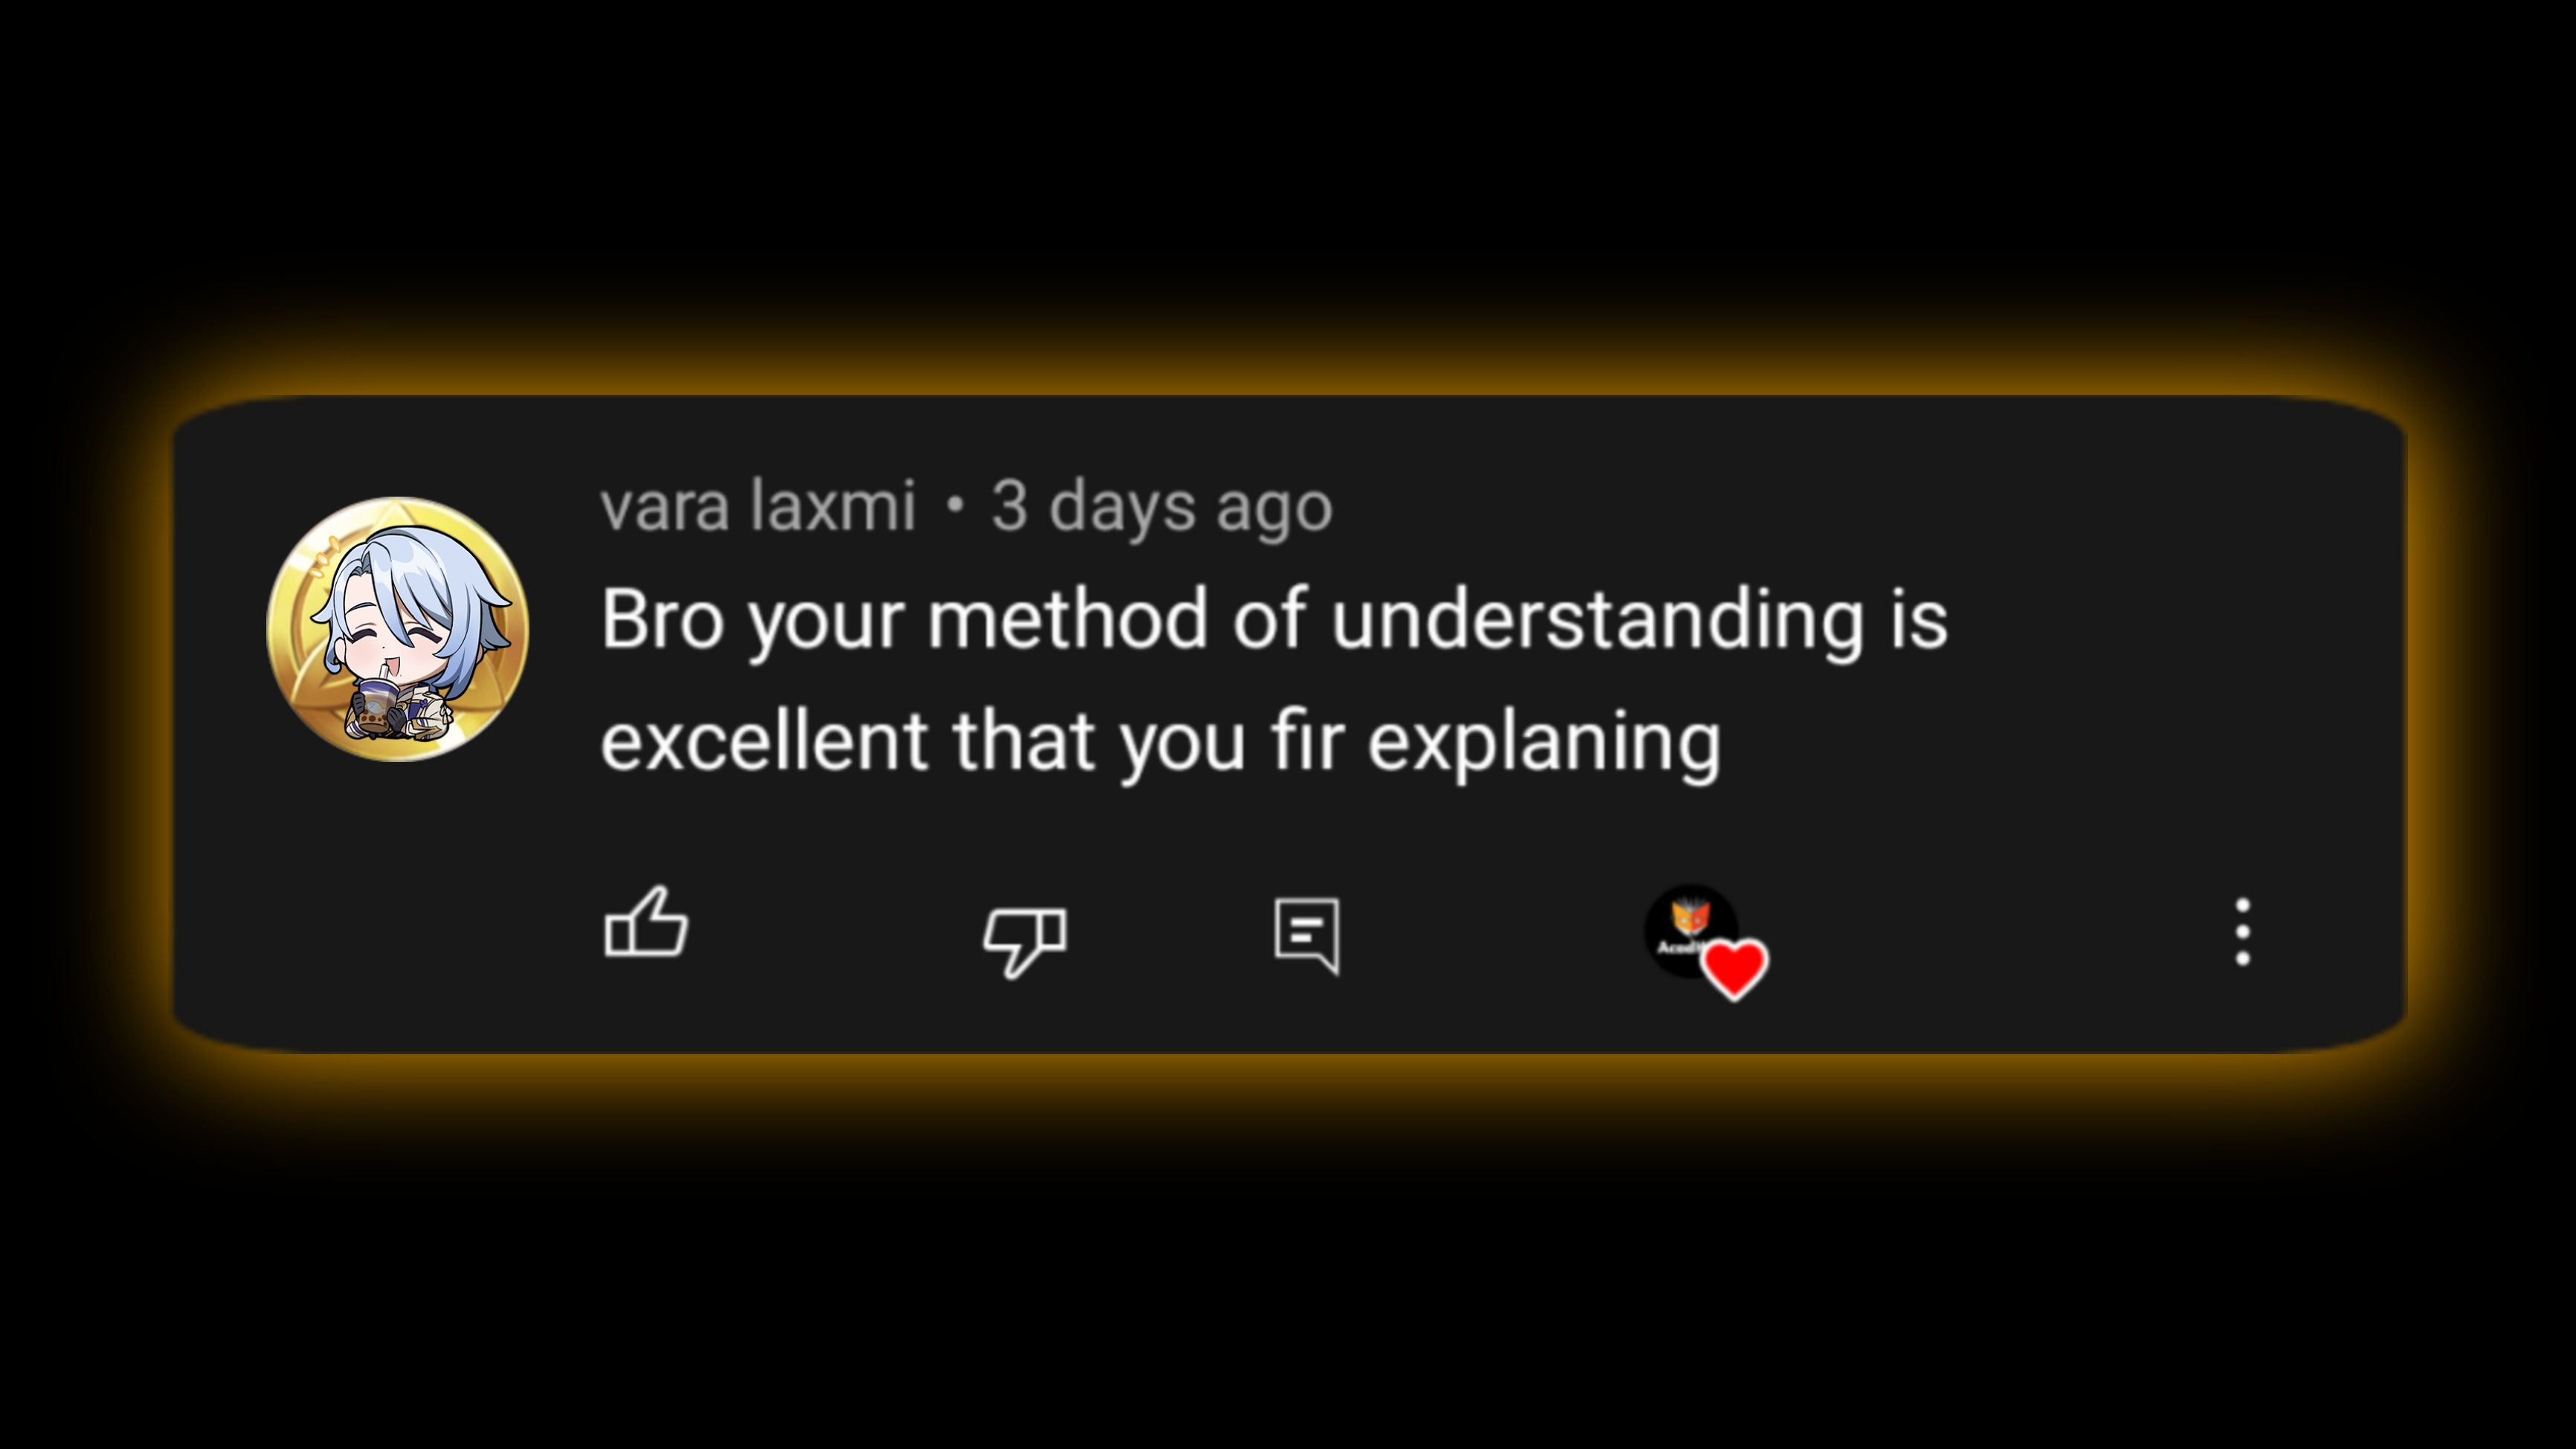 vara laxmi • 3 days ago
Bro your method of understanding is
excellent that you fir explaning